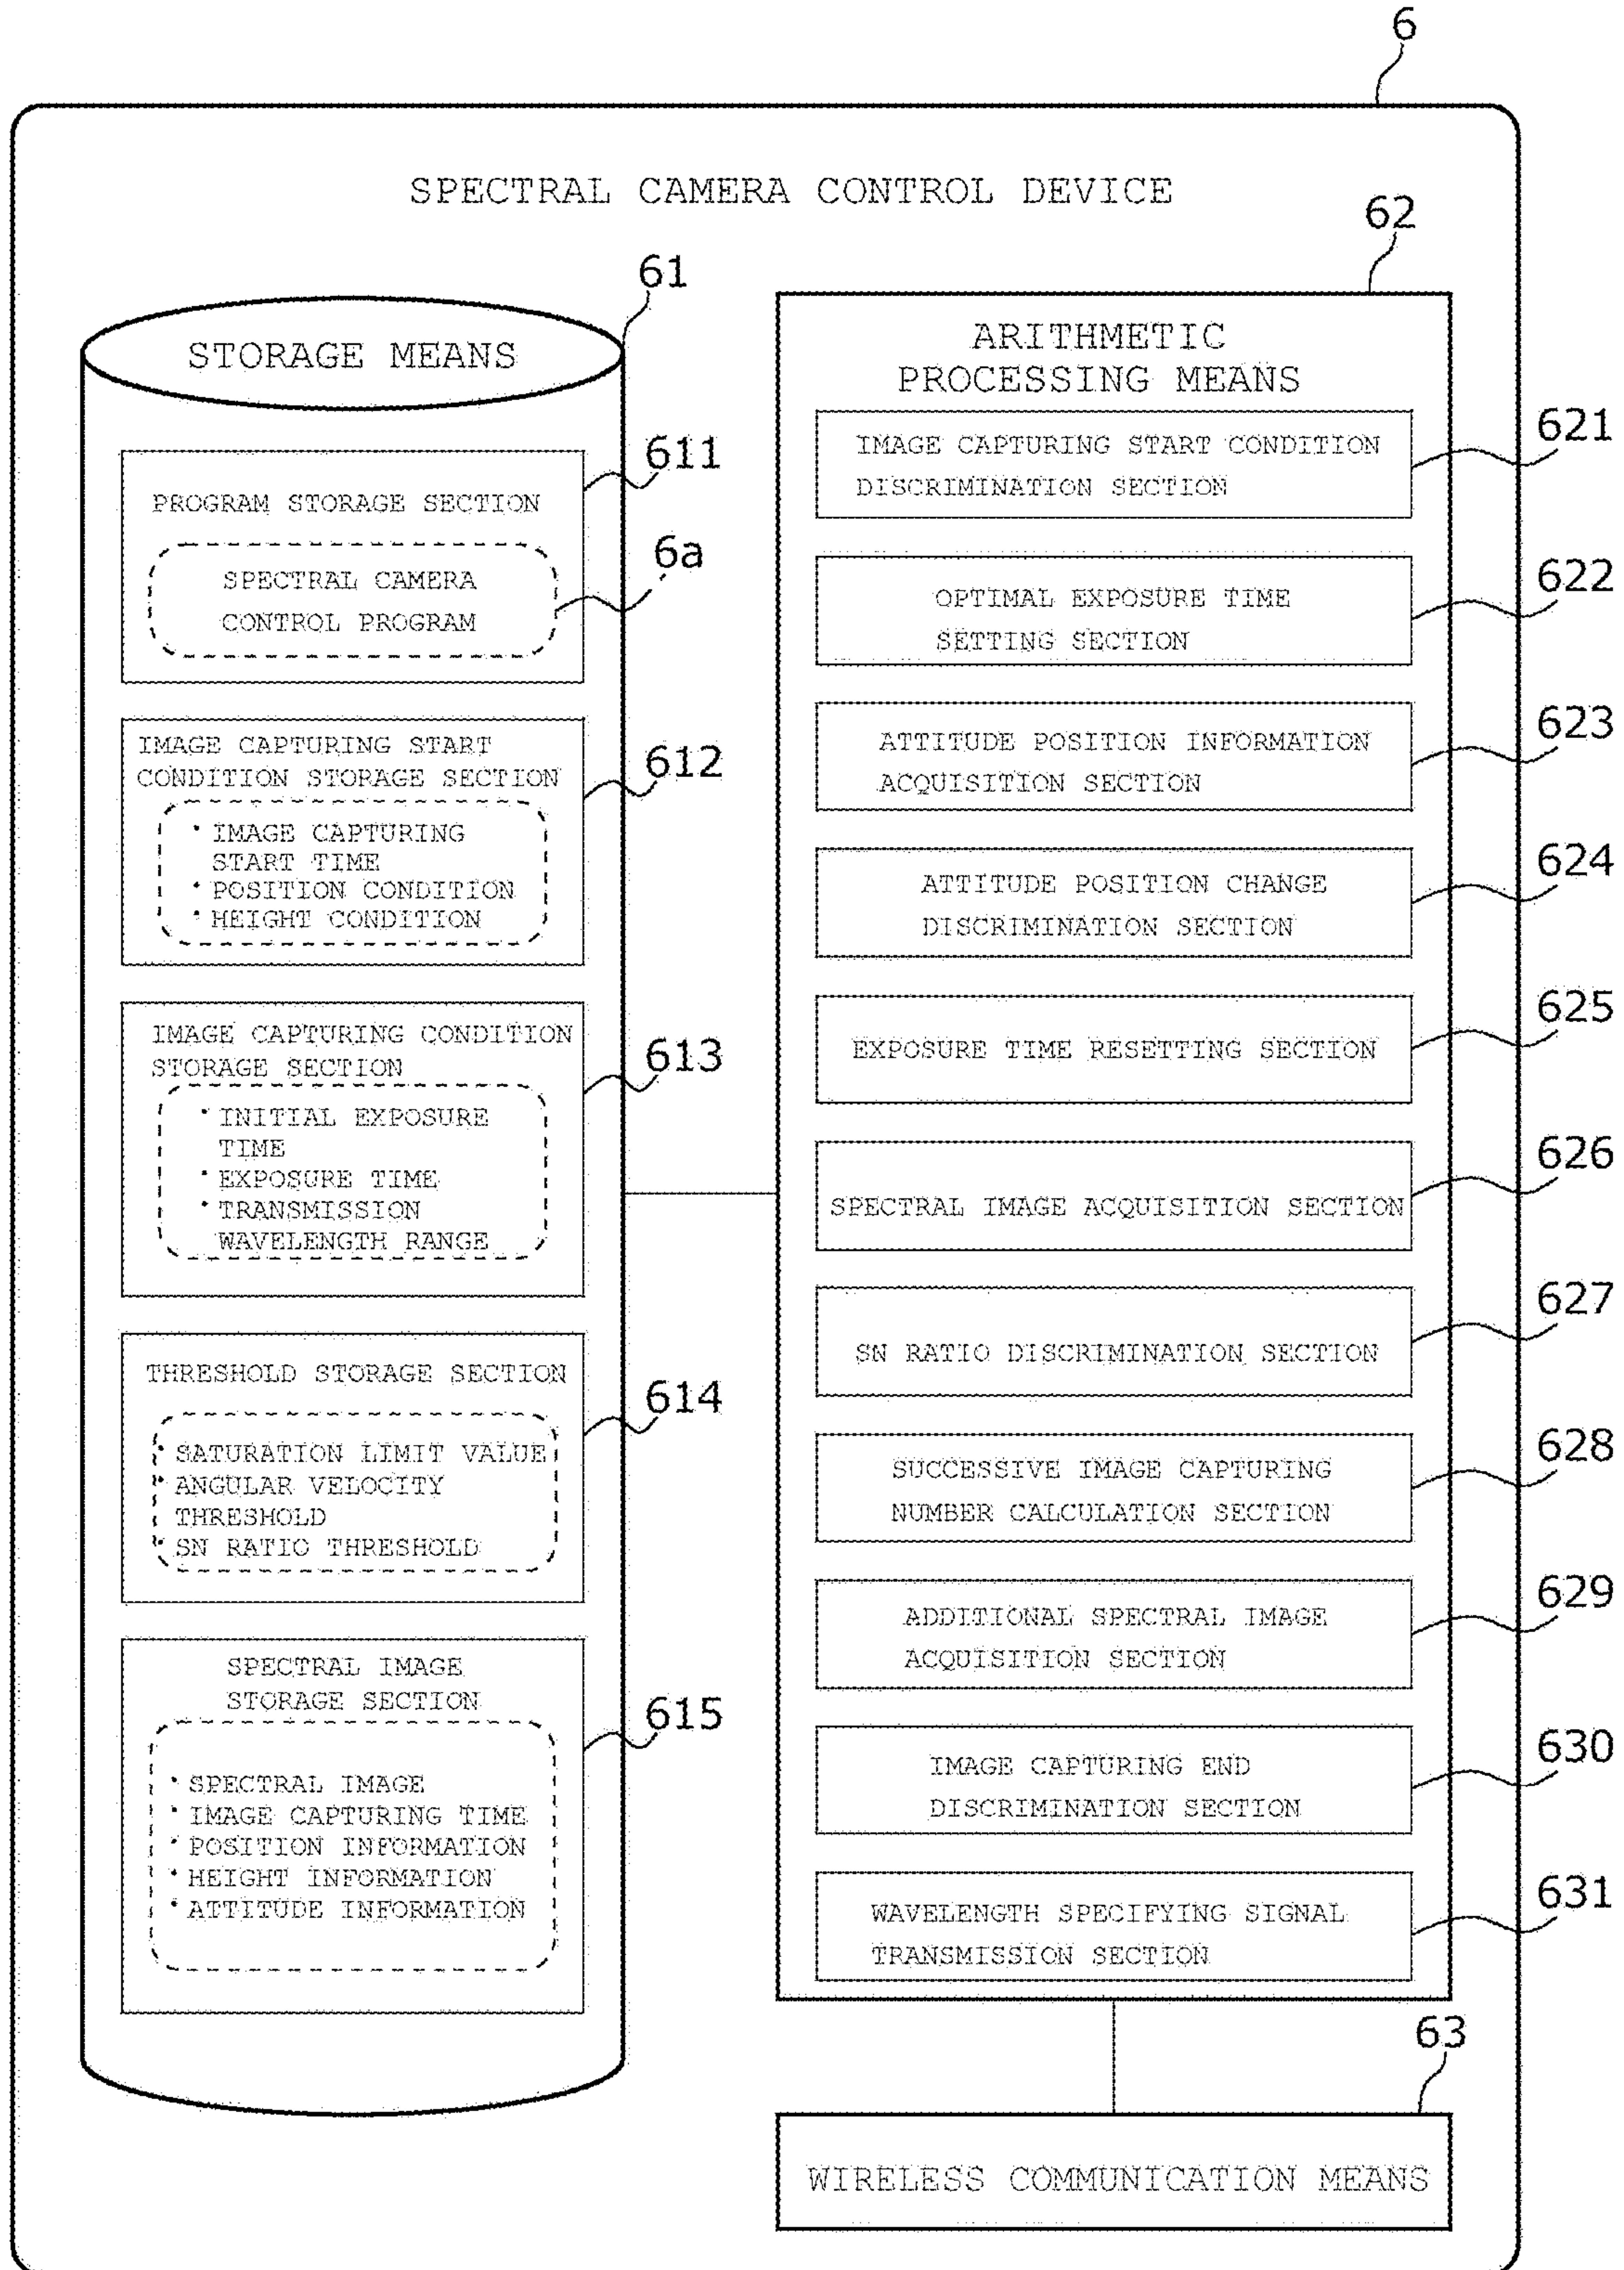 6
SPECTRAL CAMERA CONTROL DEVICE
61
STORAGE MEANS
611
PROGRAM STORAGE SECTION
6a
SPECTRAL CAMERA
CONTROL PROGRAM
612
IMAGE CAPTURING START
CONDITION STORAGE SECTION
・IMAGE CAPTURING
START TIME
・POSITION CONDITION
・HEIGHT CONDITION
613
IMAGE CAPTURING CONDITION
STORAGE SECTION
・INITIAL EXPOSURE
TIME
・EXPOSURE TIME
・TRANSMISSION
WAVELENGTH RANGE
614
THRESHOLD STORAGE SECTION
・SATURATION LIMIT VALUE
・ANGULAR VELOCITY
THRESHOLD
・SN RATIO THRESHOLD
615
SPECTRAL IMAGE
STORAGE SECTION
・SPECTRAL IMAGE
・IMAGE CAPTURING TIME
・POSITION INFORMATION
・HEIGHT INFORMATION
・ATTITUDE INFORMATION
62
ARITHMETIC
PROCESSING MEANS
621
IMAGE CAPTURING START CONDITION
DISCRIMINATION SECTION
622
OPTIMAL EXPOSURE TIME
SETTING SECTION
623
ATTITUDE POSITION INFORMATION
ACQUISITION SECTION
624
ATTITUDE POSITION CHANGE
DISCRIMINATION SECTION
625
EXPOSURE TIME RESETTING SECTION
626
SPECTRAL IMAGE ACQUISITION SECTION
627
SN RATIO DISCRIMINATION SECTION
628
SUCCESSIVE IMAGE CAPTURING
NUMBER CALCULATION SECTION
629
ADDITIONAL SPECTRAL IMAGE
ACQUISITION SECTION
630
IMAGE CAPTURING END
DISCRIMINATION SECTION
631
WAVELENGTH SPECIFYING SIGNAL
TRANSMISSION SECTION
63
WIRELESS COMMUNICATION MEANS